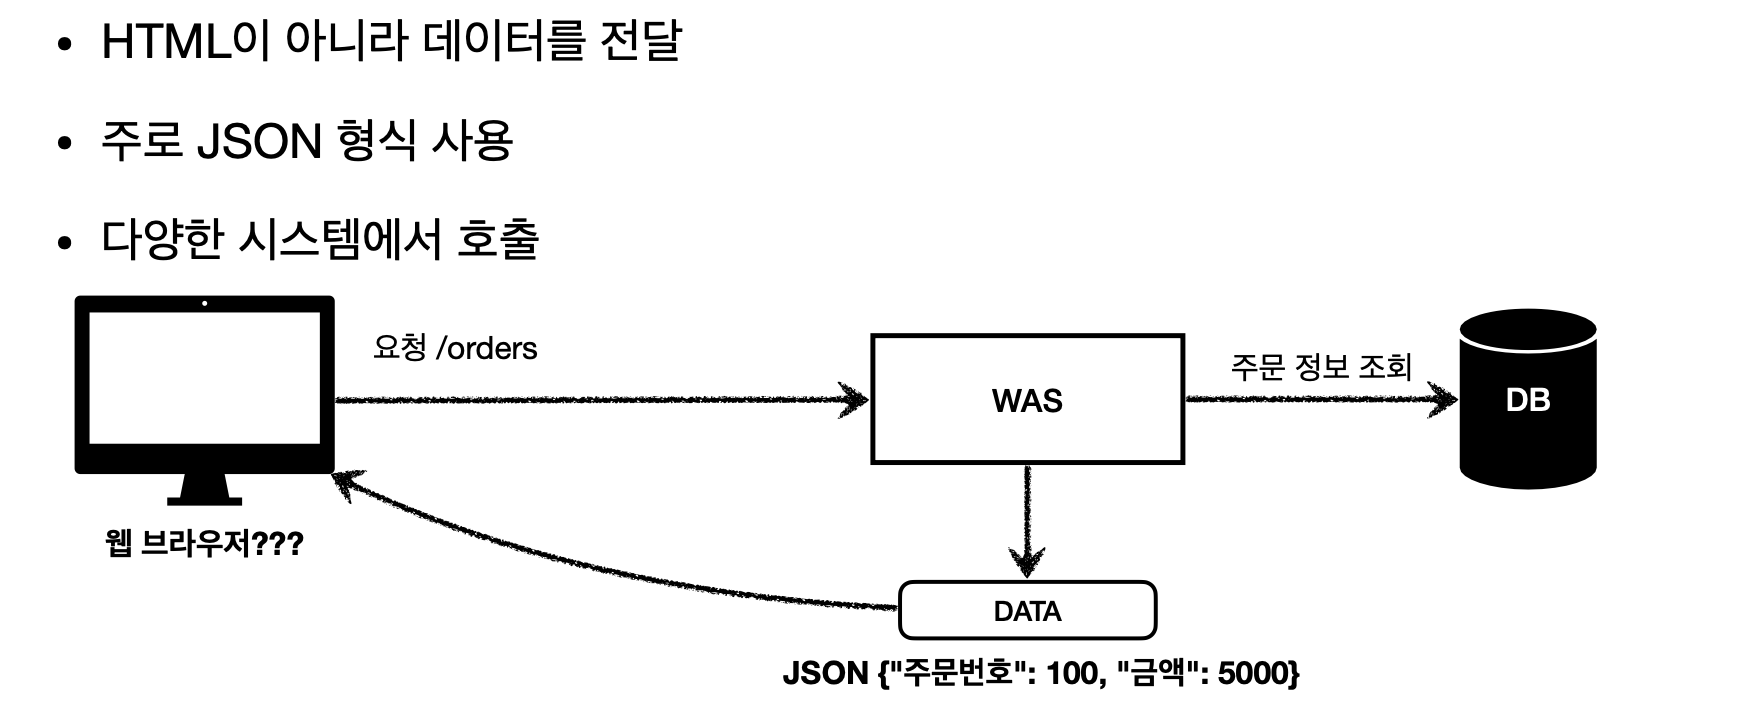 • HTML이 아니라 데이터를 전달
• 주로 JSON 형식 사용
• 다양한 시스템에서 호출
요청 /orders
주문 정보 조회
WAS
DB
웹 브라우저???
DATA
JSON {"주문번호": 100, "금액": 5000}